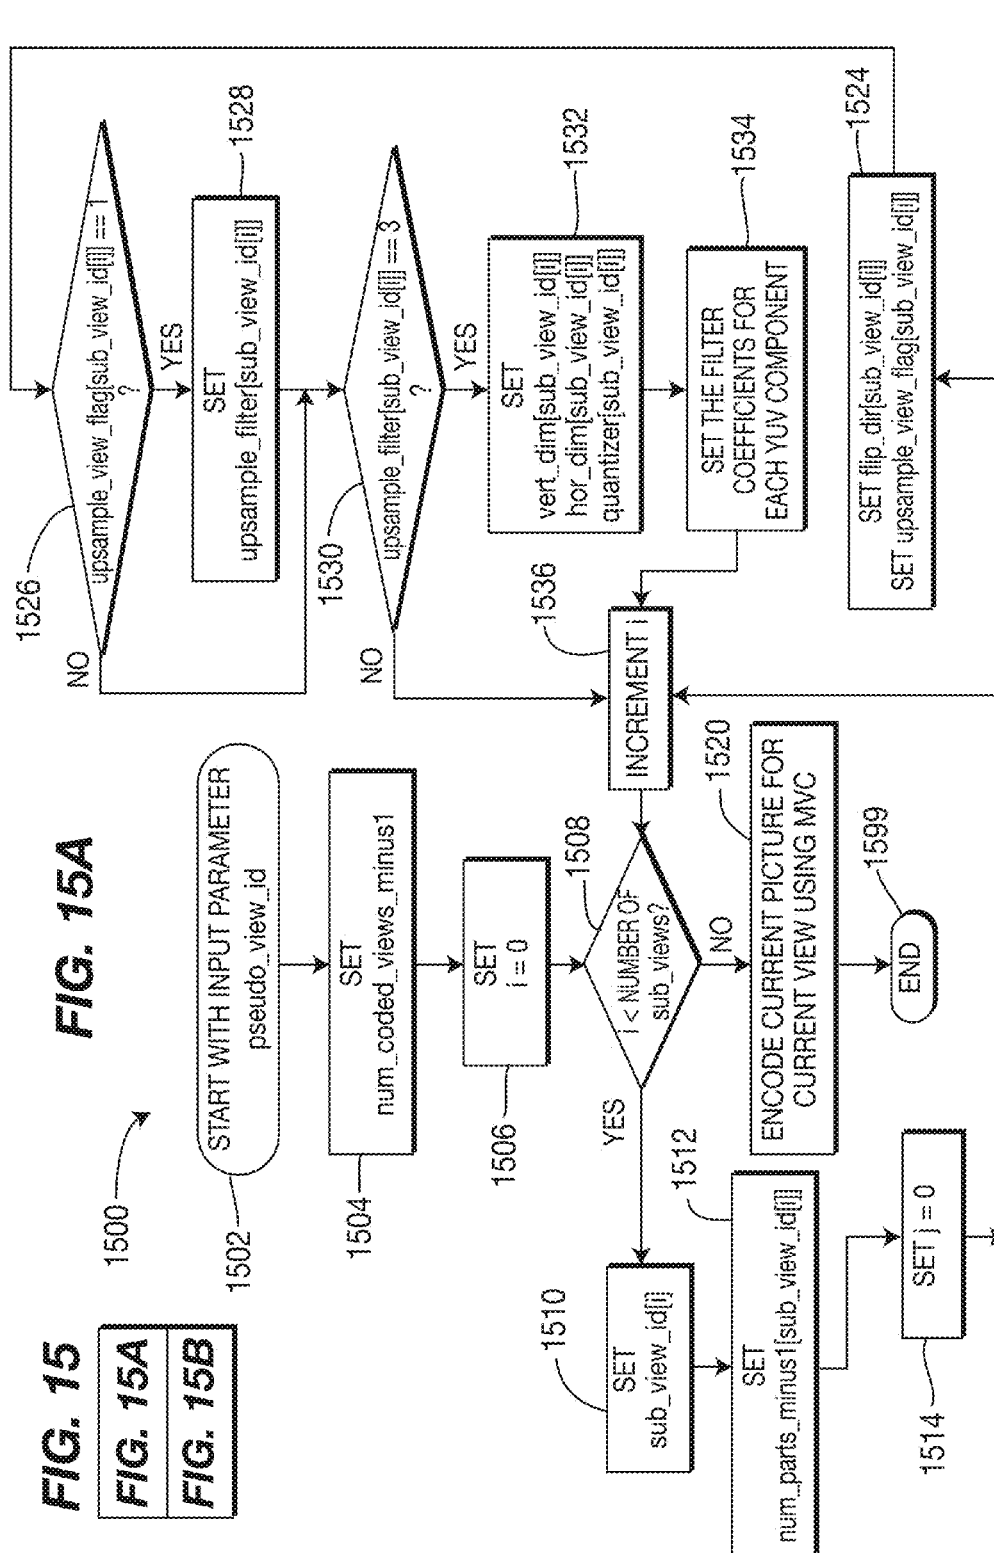 FIG. 15
FIG. 15A
FIG. 15B
FIG. 15A
1500
1502
START WITH INPUT PARAMETER
pseudo_view_id
1504
SET
num_coded_views_minus1
1506
SET
i = 0
1508
i < NUMBER OF
sub_views?
YES
NO
1510
SET
sub_view_id[i]
1512
SET
num_parts_minus1[sub_view_id[i]]
1514
SET j = 0
1520
ENCODE CURRENT PICTURE FOR
CURRENT VIEW USING MVC
1599
END
1526
upsample_view_flag[sub_view_id[i]] == 1
?
NO
YES
1528
SET
upsample_filter[sub_view_id[i]]
1530
upsample_filter[sub_view_id[i]] == 3
?
NO
YES
1532
SET
vert_dim[sub_view_id[i]]
hor_dim[sub_view_id[i]]
quantizer[sub_view_id[i]]
1534
SET THE FILTER
COEFFICIENTS FOR
EACH YUV COMPONENT
1536
INCREMENT i
1524
SET flip_dir[sub_view_id[i]]
SET upsample_view_flag[sub_view_id[i]]